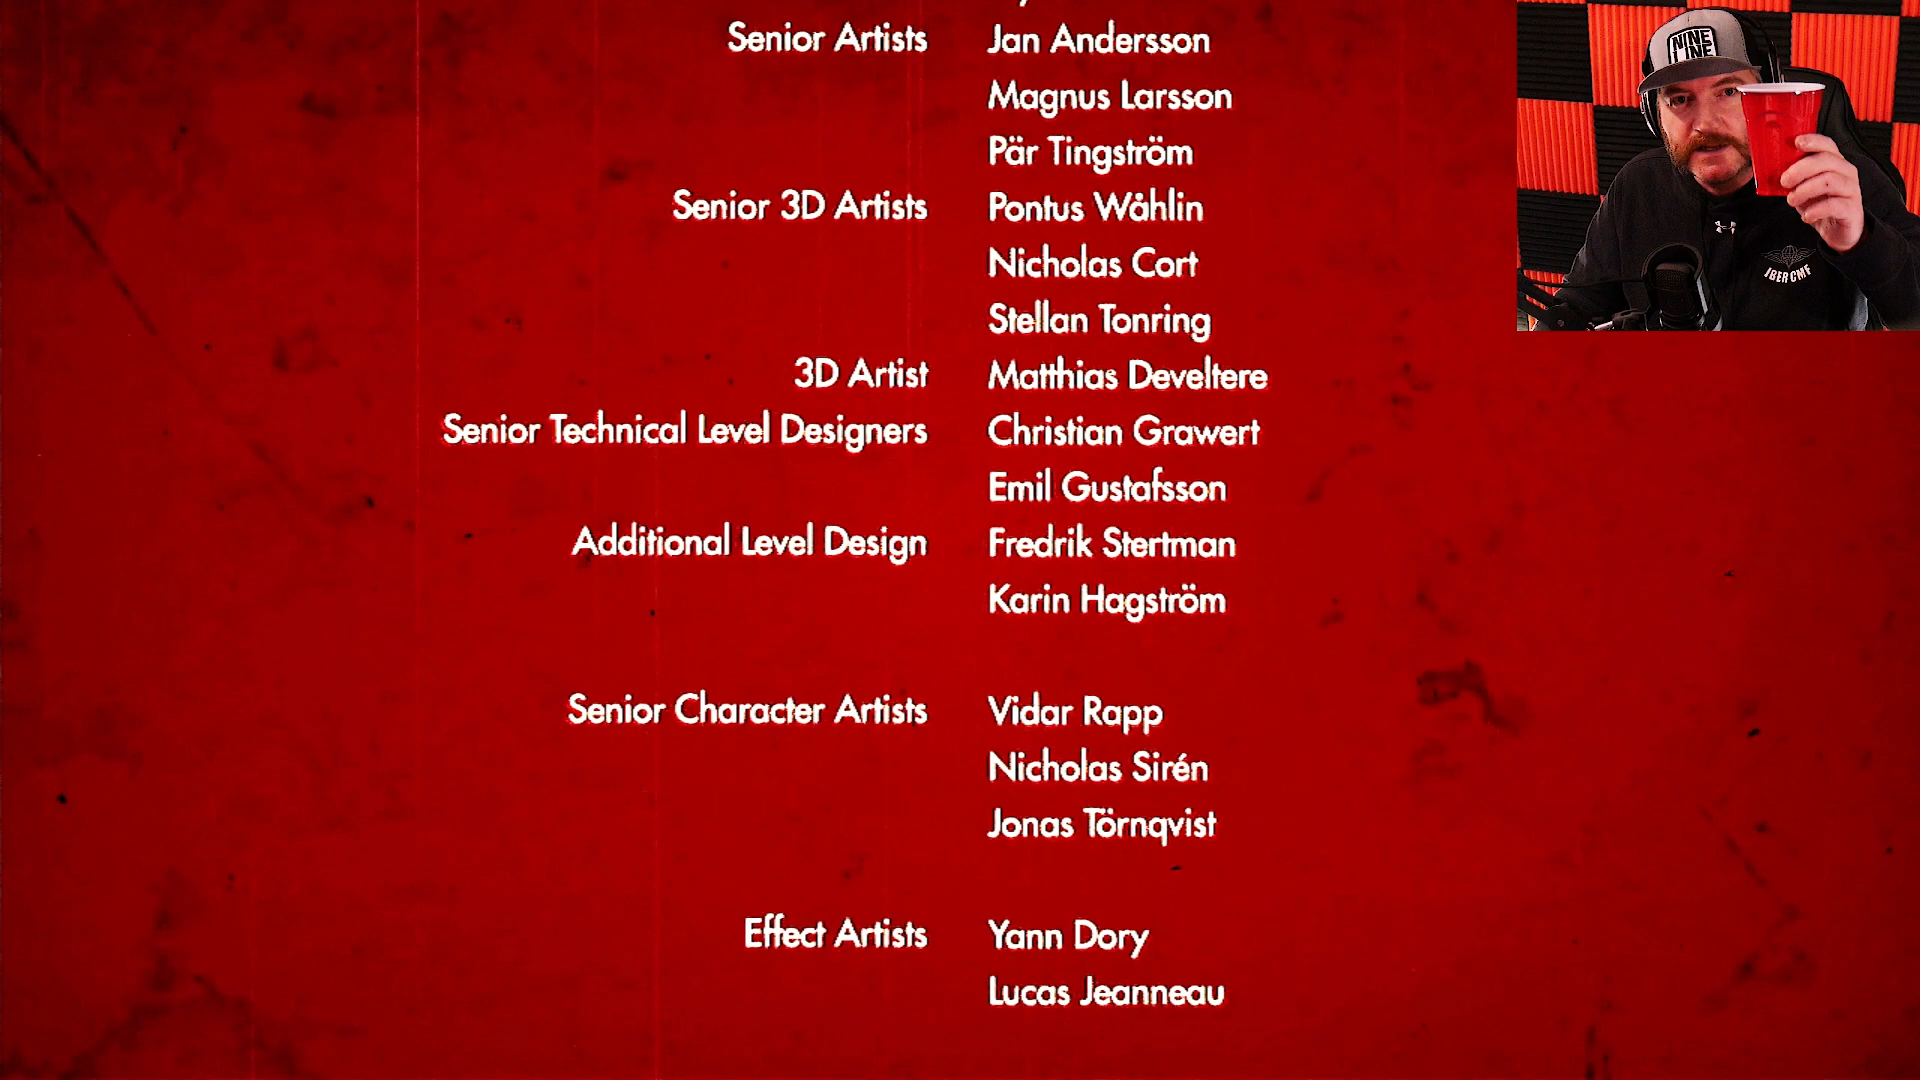 Senior Artists Jan Andersson
Magnus Larsson
Pär Tingström
Senior 3D Artists Pontus Wåhlin
Nicholas Cort
Stellan Tonring
3D Artist Matthias Develtere
Senior Technical Level Designers Christian Grawert
Emil Gustafsson
Additional Level Design Fredrik Stertman
Karin Hagström
Senior Character Artists Vidar Rapp
Nicholas Sirén
Jonas Törnqvist
Effect Artists Yann Dory
Lucas Jeanneau
NINE
LINE